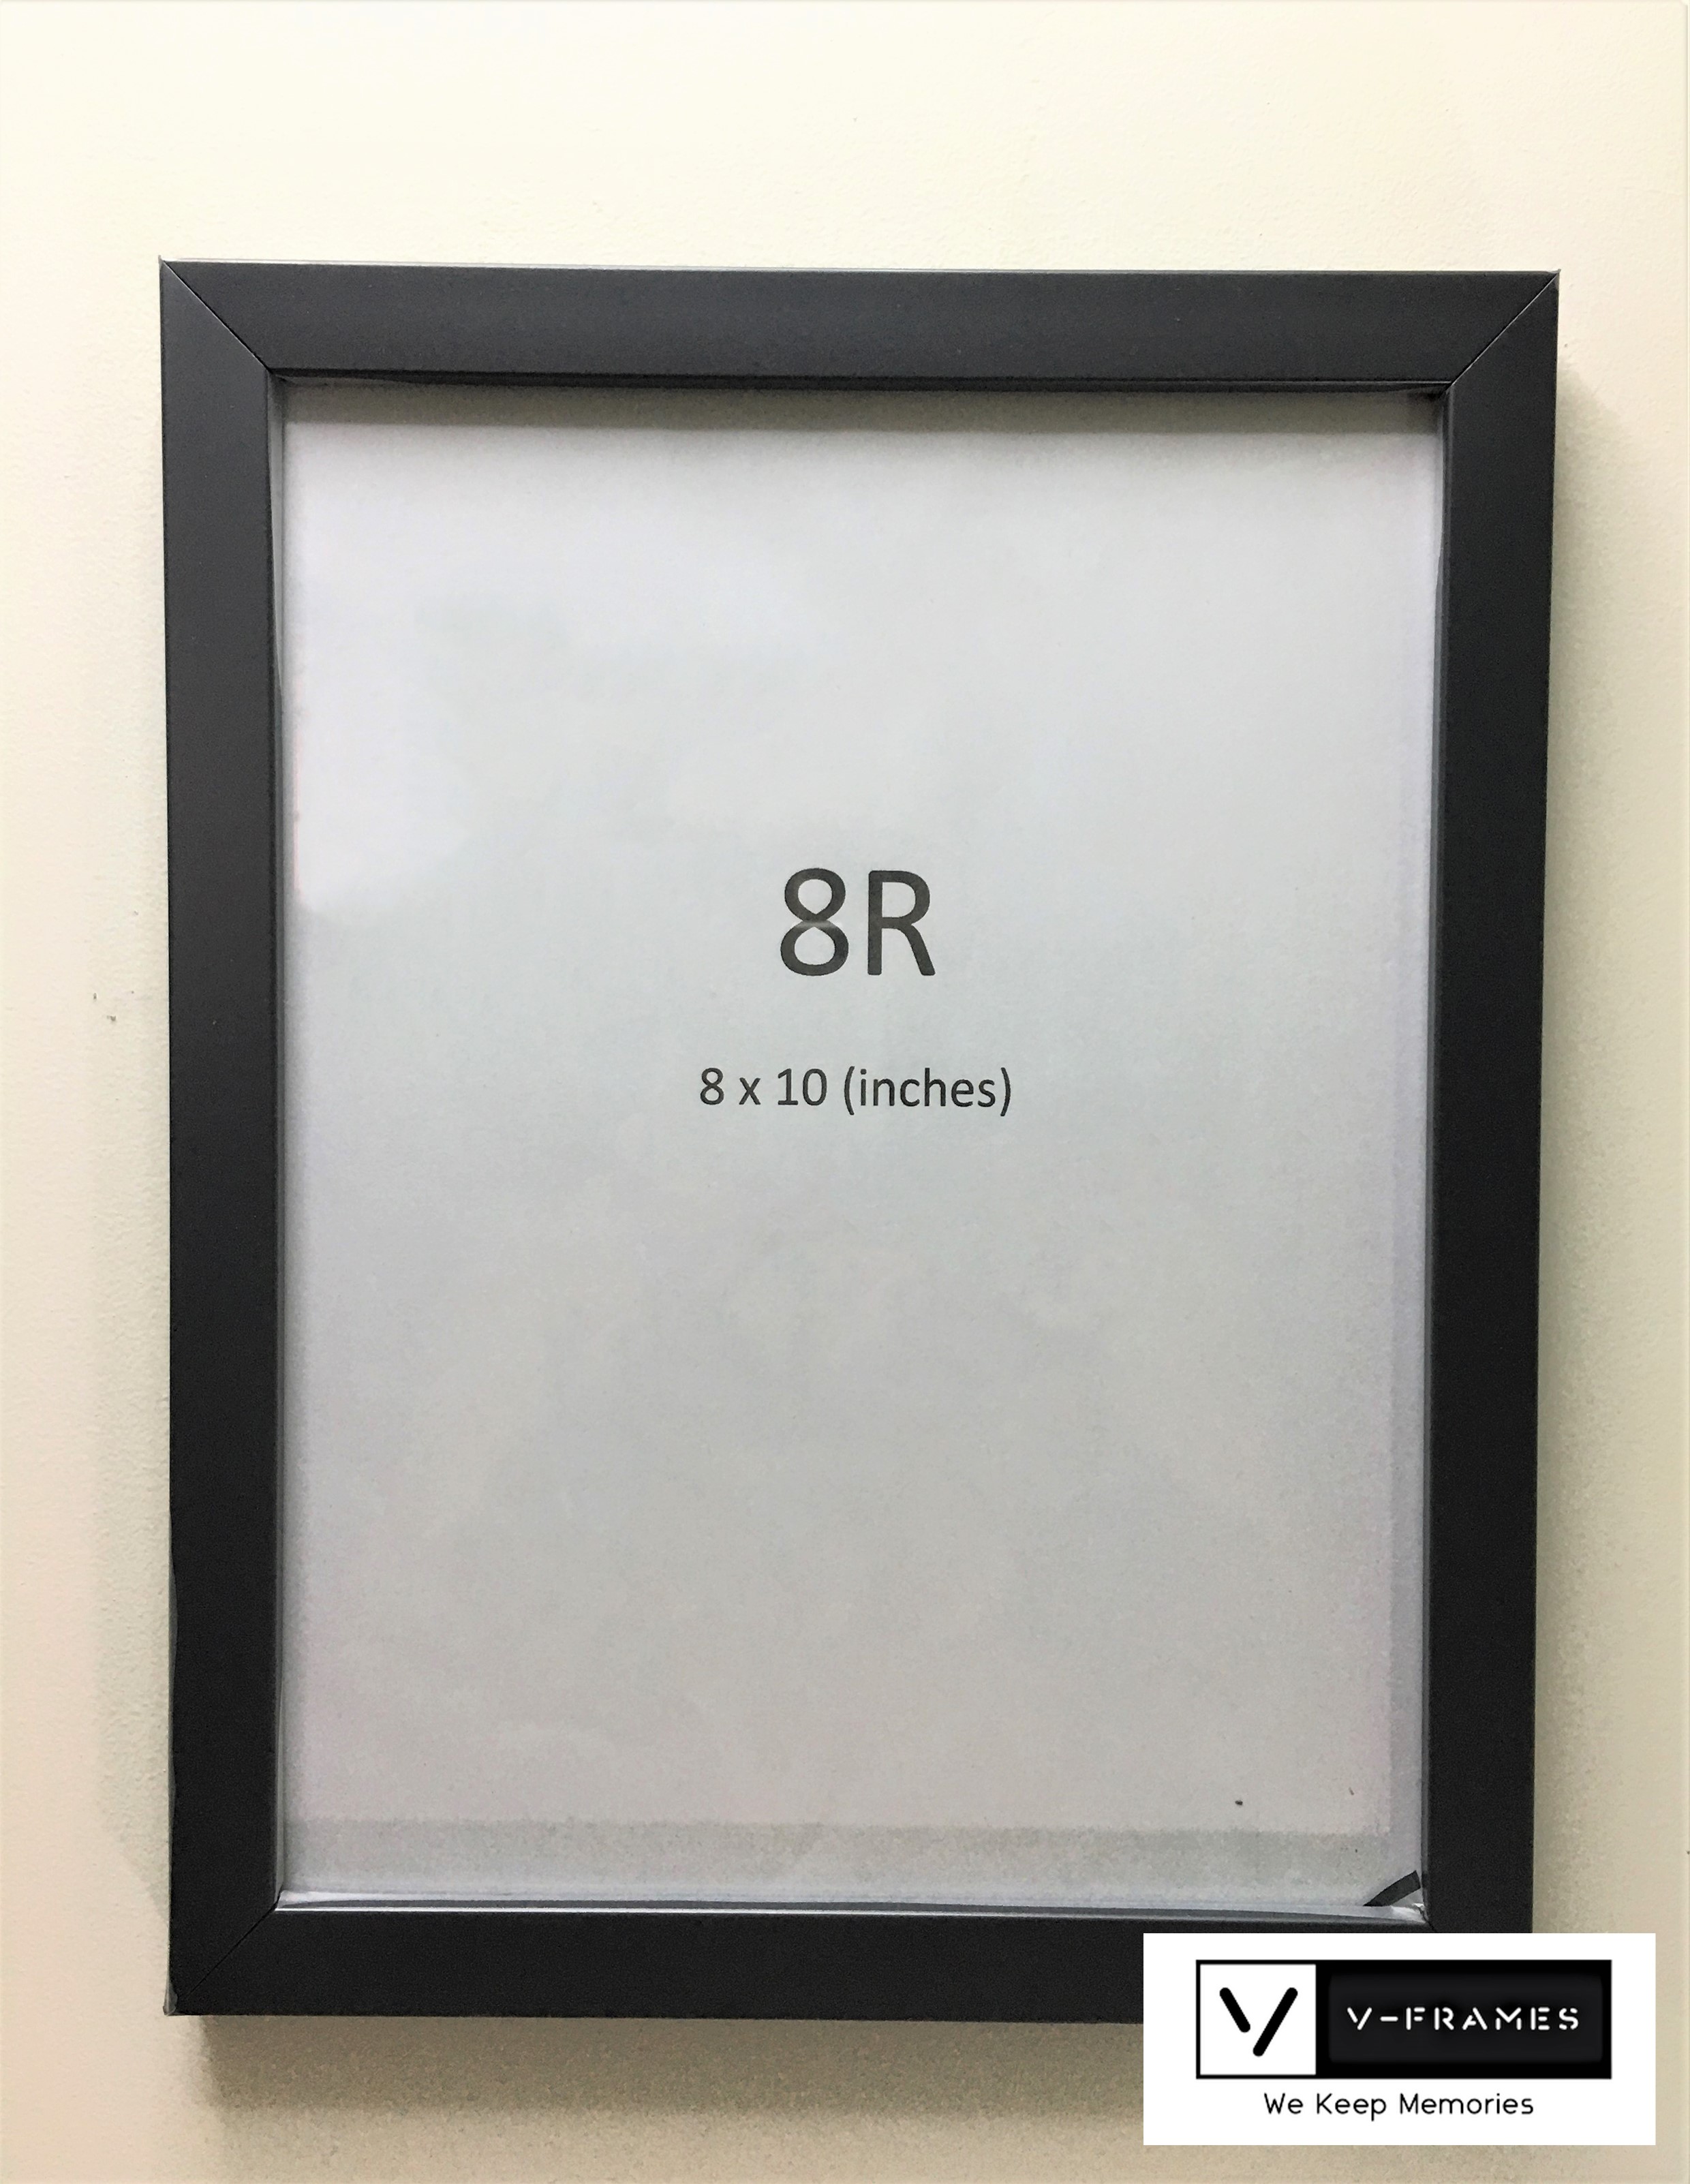 8R
8 x 10 (inches)
V-FRAMES
We Keep Memories